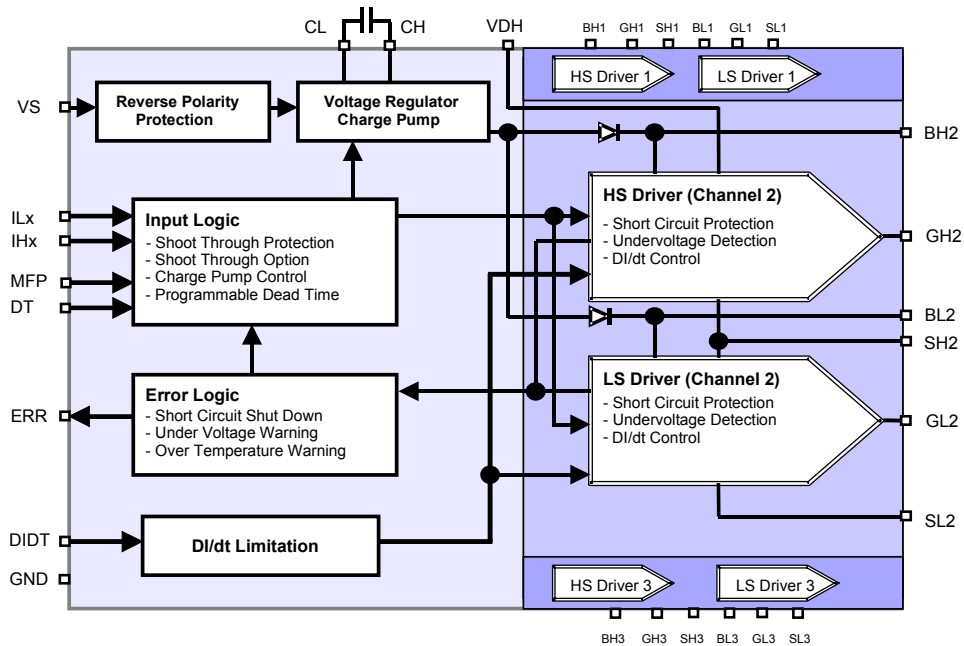 CL
CH
VDH
BH1
GH1
SH1
BL1
GL1
SL1
HS Driver 1
LS Driver 1
VS
Reverse Polarity
Protection
Voltage Regulator
Charge Pump
BH2
ILx
IHx
MFP
DT
Input Logic
- Shoot Through Protection
- Shoot Through Option
- Charge Pump Control
- Programmable Dead Time
HS Driver (Channel 2)
- Short Circuit Protection
- Undervoltage Detection
- DI/dt Control
GH2
BL2
SH2
ERR
Error Logic
- Short Circuit Shut Down
- Under Voltage Warning
- Over Temperature Warning
LS Driver (Channel 2)
- Short Circuit Protection
- Undervoltage Detection
- DI/dt Control
GL2
SL2
DIDT
DI/dt Limitation
GND
HS Driver 3
LS Driver 3
BH3
GH3
SH3
BL3
GL3
SL3